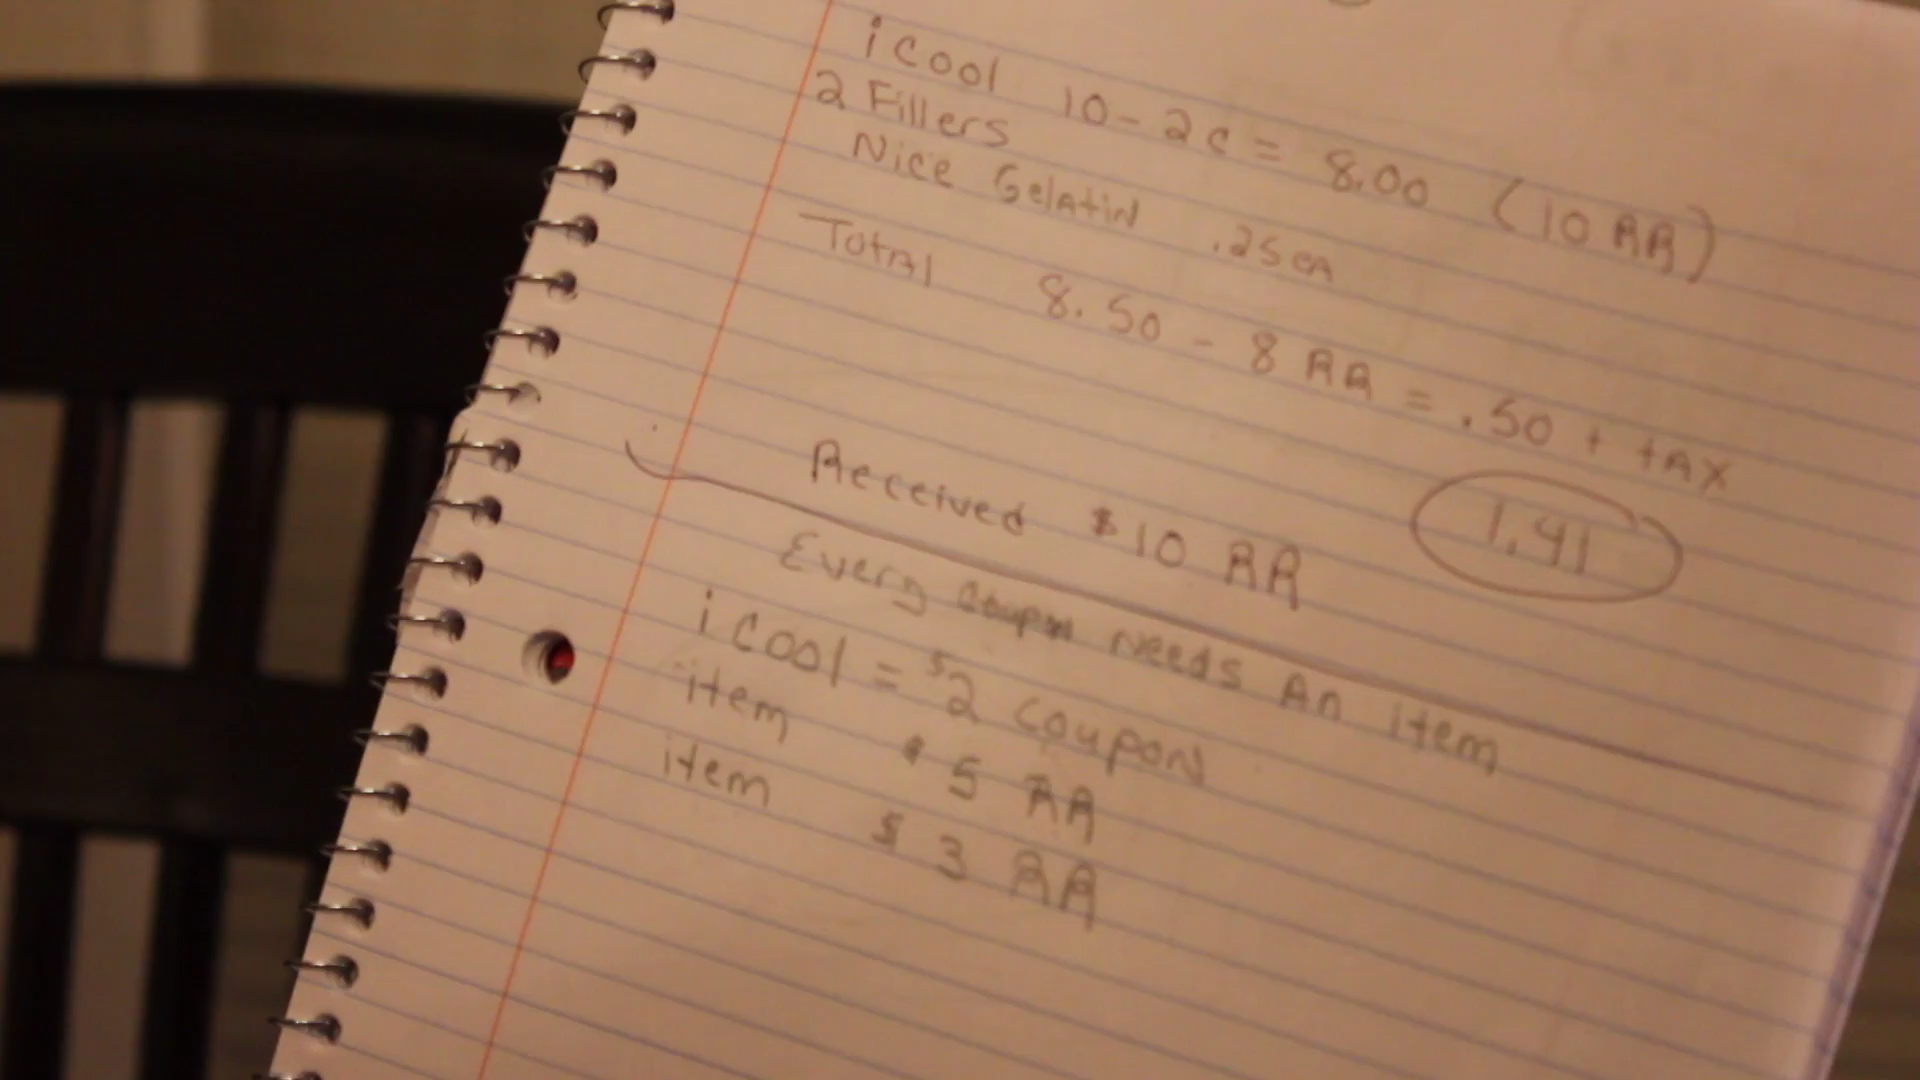 i cool 10 - 2c = 8.00 (10 RR)
2 Fillers
Nice Gelatin .25 ea
Total 8.50 - 8 RR = .50 + tax
1.41
Received $10 RR
Every coupon needs an item
i cool = $2 coupon
item $5 RR
item $3 RR